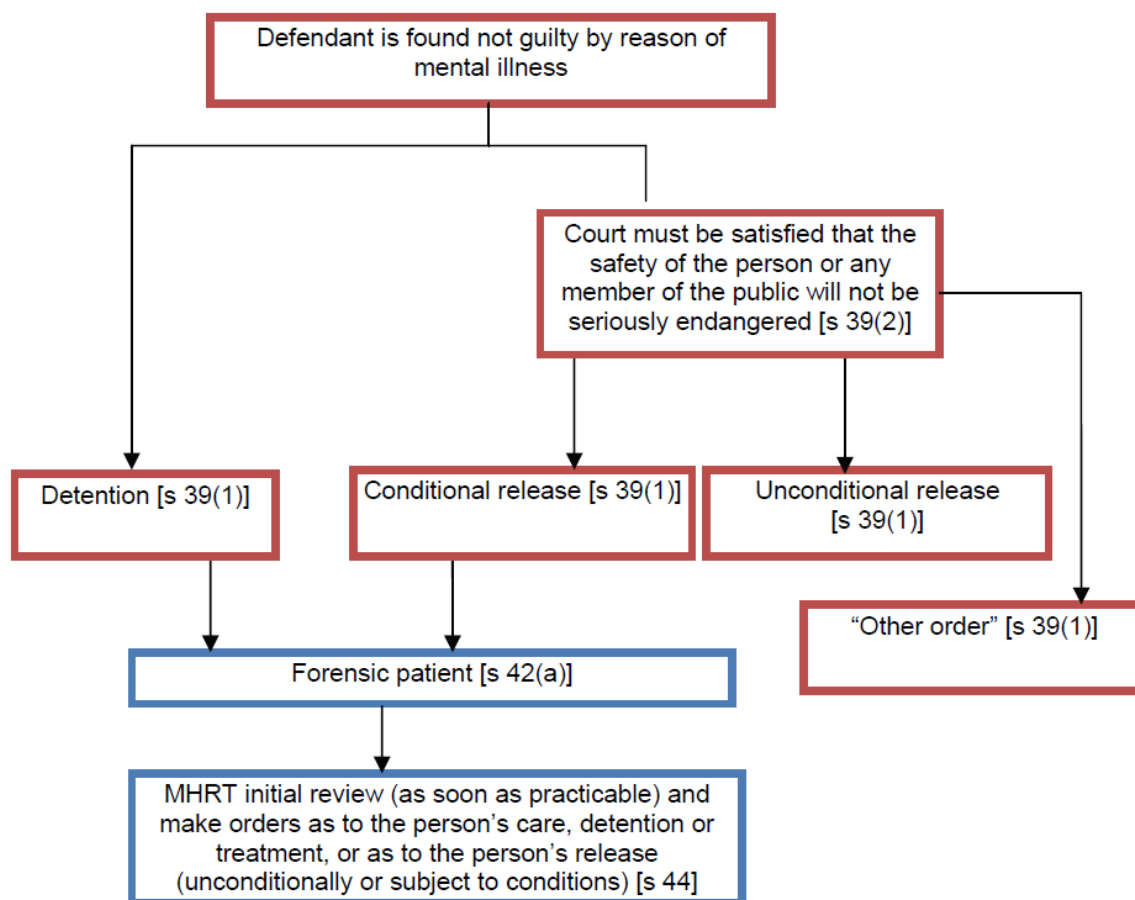 Defendant is found not guilty by reason of
mental illness
Court must be satisfied that the
safety of the person or any
member of the public will not be
seriously endangered [s 39(2)]
Detention [s 39(1)]
Conditional release [s 39(1)]
Unconditional release
[s 39(1)]
“Other order” [s 39(1)]
Forensic patient [s 42(a)]
MHRT initial review (as soon as practicable) and
make orders as to the person’s care, detention or
treatment, or as to the person’s release
(unconditionally or subject to conditions) [s 44]